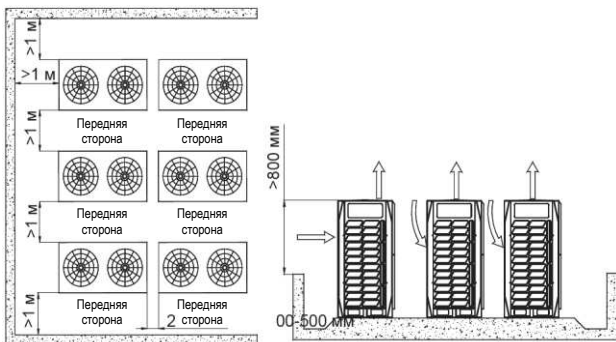 >1 м
>1 м
Передняя
сторона
Передняя
сторона
>1 м
Передняя
сторона
Передняя
сторона
>1 м
Передняя
сторона
Передняя
сторона
>1 м
2
00-500 мм
>800 мм